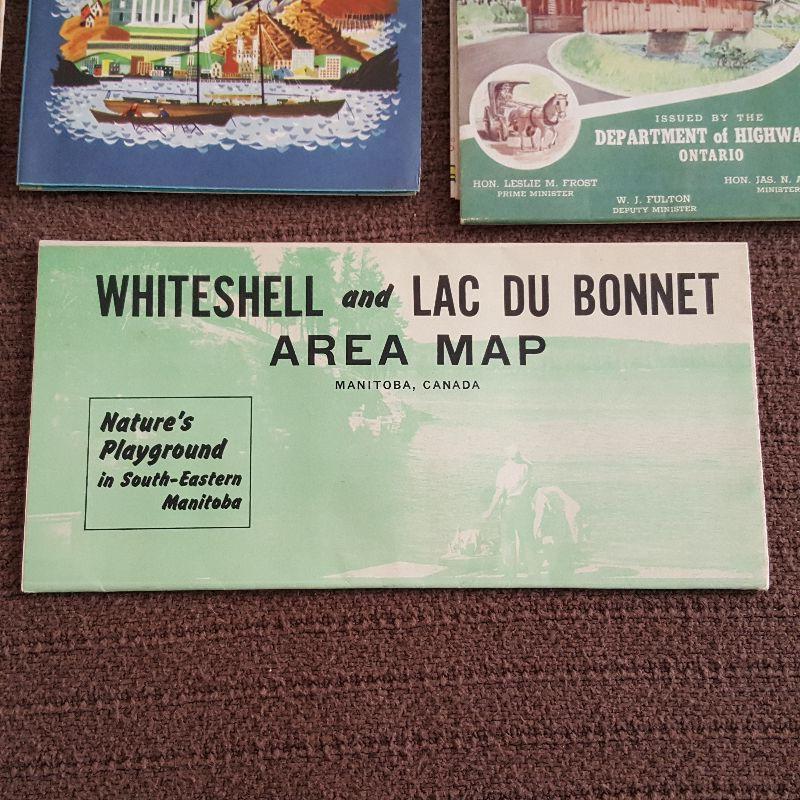 ISSUED BY THE
DEPARTMENT of HIGHWA
ONTARIO
HON. LESLIE M. FROST
PRIME MINISTER
W. J. FULTON
DEPUTY MINISTER
HON. JAS. N. A
MINISTER
WHITESHELL and LAC DU BONNET
AREA MAP
MANITOBA, CANADA
Nature's
Playground
in South-Eastern
Manitoba